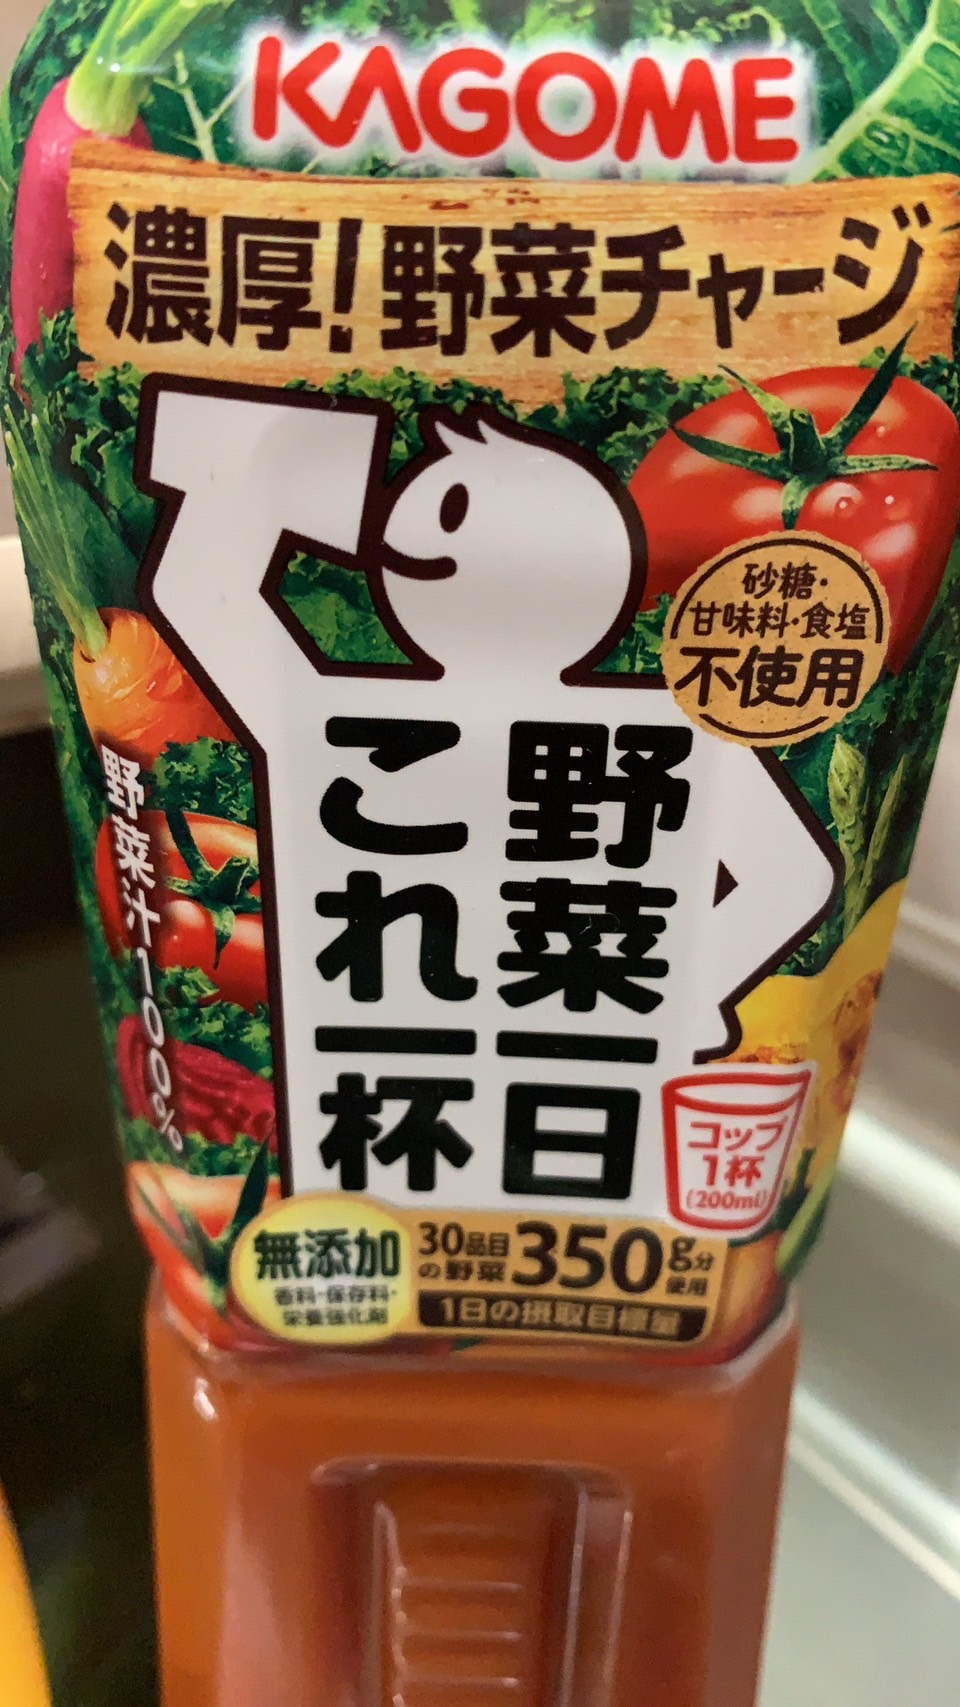 KAGOME
濃厚!野菜チャージ
砂糖・
甘味料・食塩
不使用
野菜一日
これ一杯
野菜汁100%
コップ
1杯
(200ml)
無添加
香料・保存料・
栄養強化剤
30品目
の野菜
350g分
使用
1日の摂取目標量